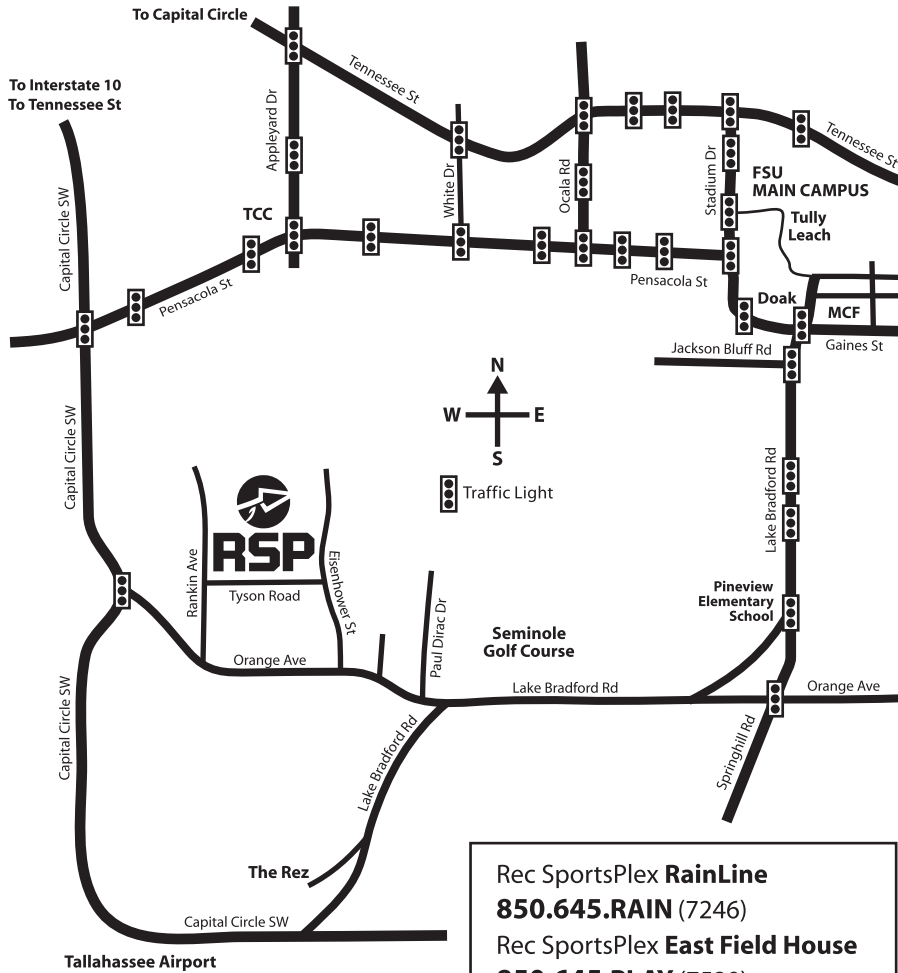 To Capital Circle
To Interstate 10
To Tennessee St
Tennessee St
Appleyard Dr
White Dr
Ocala Rd
Stadium Dr
Tennessee St
FSU
MAIN CAMPUS
Tully
Leach
TCC
Capital Circle SW
Pensacola St
Pensacola St
Doak
MCF
Gaines St
Jackson Bluff Rd
N
W
E
S
Traffic Light
Capital Circle SW
Lake Bradford Rd
RSP
Rankin Ave
Eisenhower St
Tyson Road
Pineview
Elementary
School
Paul Dirac Dr
Seminole
Golf Course
Orange Ave
Lake Bradford Rd
Orange Ave
Capital Circle SW
Lake Bradford Rd
Springhill Rd
The Rez
Capital Circle SW
Tallahassee Airport
Rec SportsPlex RainLine
850.645.RAIN (7246)
Rec SportsPlex East Field House
850.645.PLAY